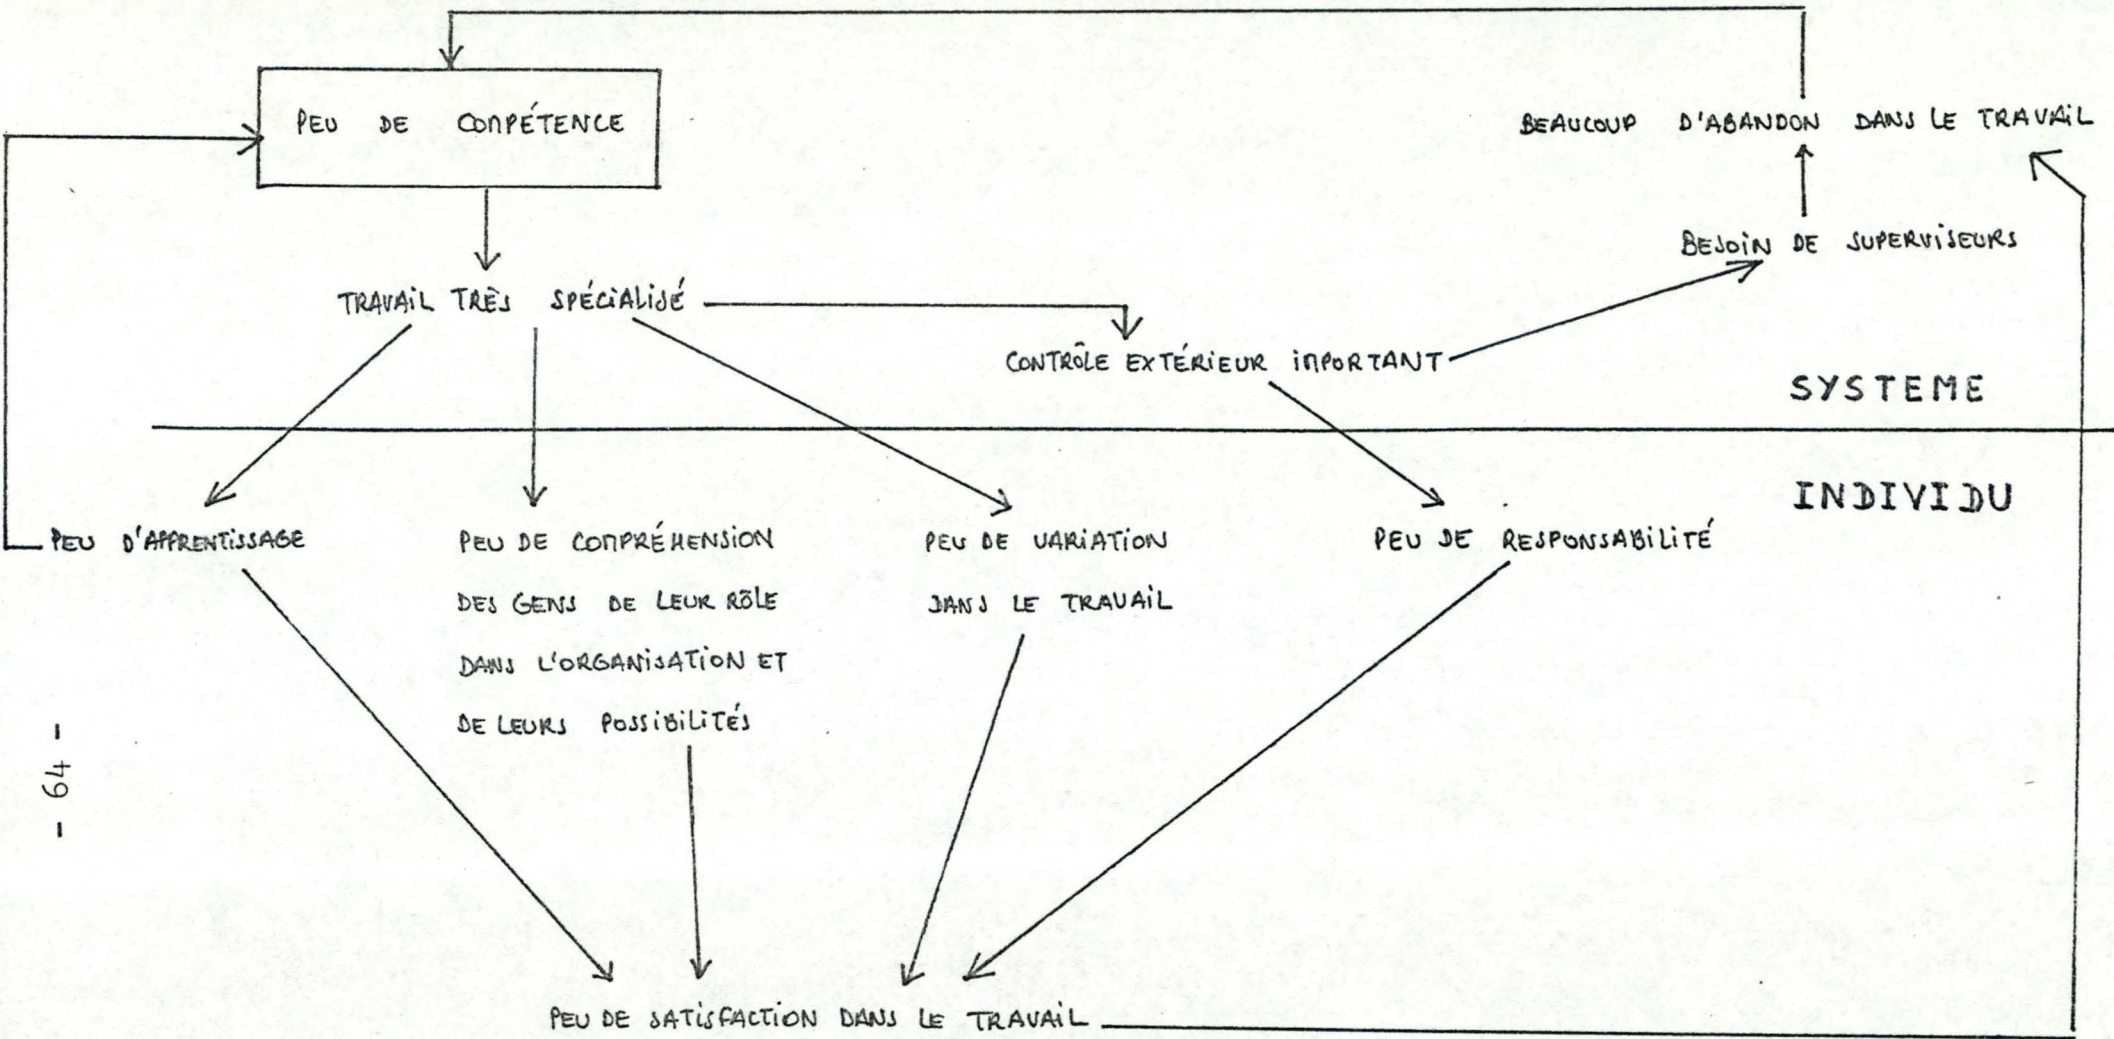 PEU DE COMPÉTENCE
BEAUCOUP D'ABANDON DANS LE TRAVAIL
BESOIN DE SUPERVISEURS
TRAVAIL TRÈS SPÉCIALISÉ
CONTRÔLE EXTÉRIEUR IMPORTANT
SYSTEME
INDIVIDU
PEU D'APPRENTISSAGE
PEU DE COMPRÉHENSION
DES GENS DE LEUR RÔLE
DANS L'ORGANISATION ET
DE LEURS POSSIBILITÉS
PEU DE VARIATION
DANS LE TRAVAIL
PEU DE RESPONSABILITÉ
PEU DE SATISFACTION DANS LE TRAVAIL
- 64 -